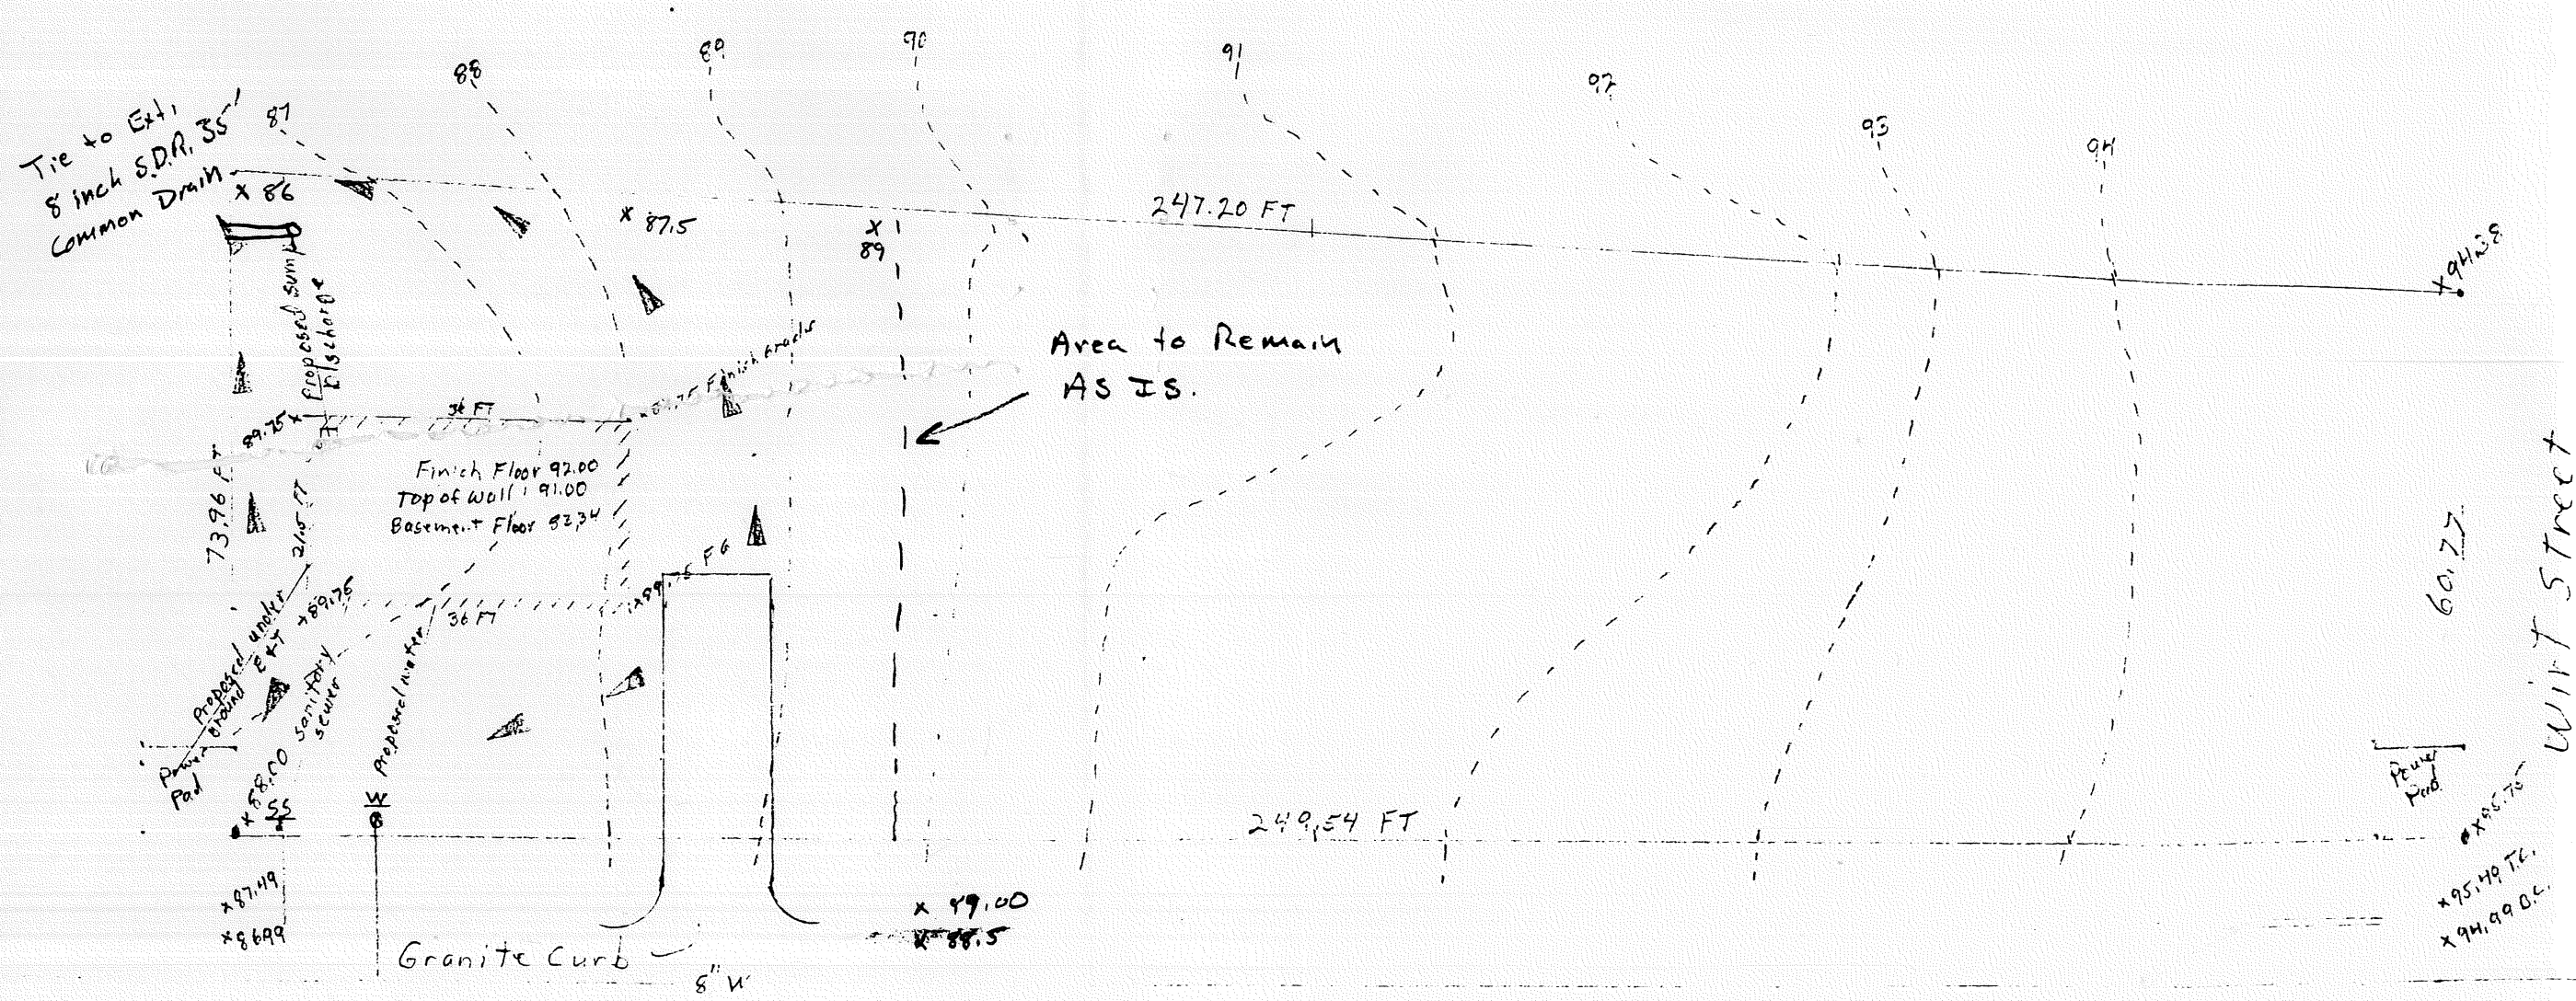 87
88
89
90
91
92
93
94
Tie to Ext,
8 inch S.D.R. 35'
Common Drain
x 86
x 87.5
x
89
247.20 FT
x 94.38
Proposed Sump
Discharge
Finish Grade
Area to Remain
AS IS.
36 FT
89.75 x
Finich Floor 92.00
Top of Wall 91.00
Basement Floor 82.34
73.96 FT
21.5 FT
FG
x 89.75
36 FT
Proposed under
ground Ext
Power
Pad
sanitory
sewer
Proposed water
x 88.00
SS
W
249.54 FT
60.77
Wirt Street
Power
Pad
x 95.75
x 95.49 T.C.
x 94.99 B.C.
x 87.49
x 86.99
x 89.00
x 88.5
Granite Curb
8" W